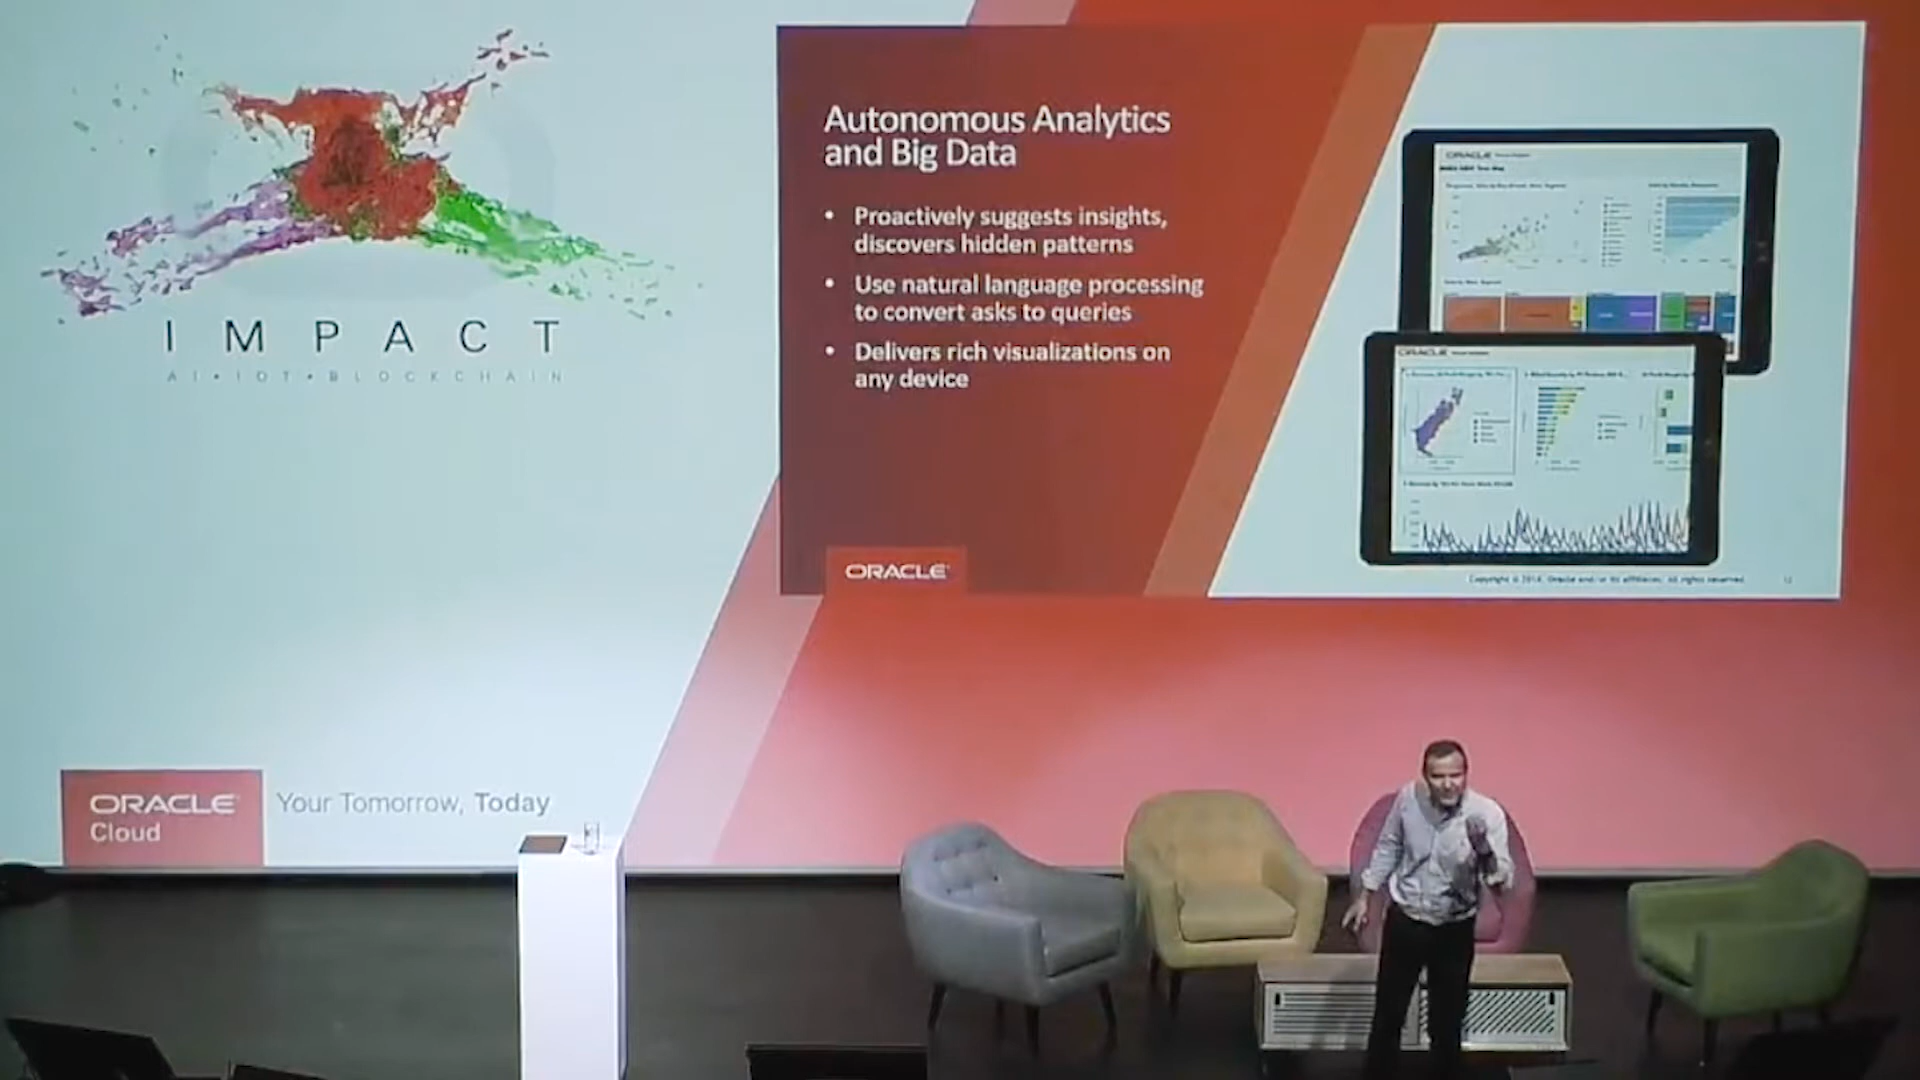 IMPACT
AI • IOT • BLOCKCHAIN
ORACLE
Cloud
Your Tomorrow, Today
Autonomous Analytics
and Big Data
• Proactively suggests insights,
discovers hidden patterns
• Use natural language processing
to convert asks to queries
• Delivers rich visualizations on
any device
ORACLE
ORACLE
ORACLE